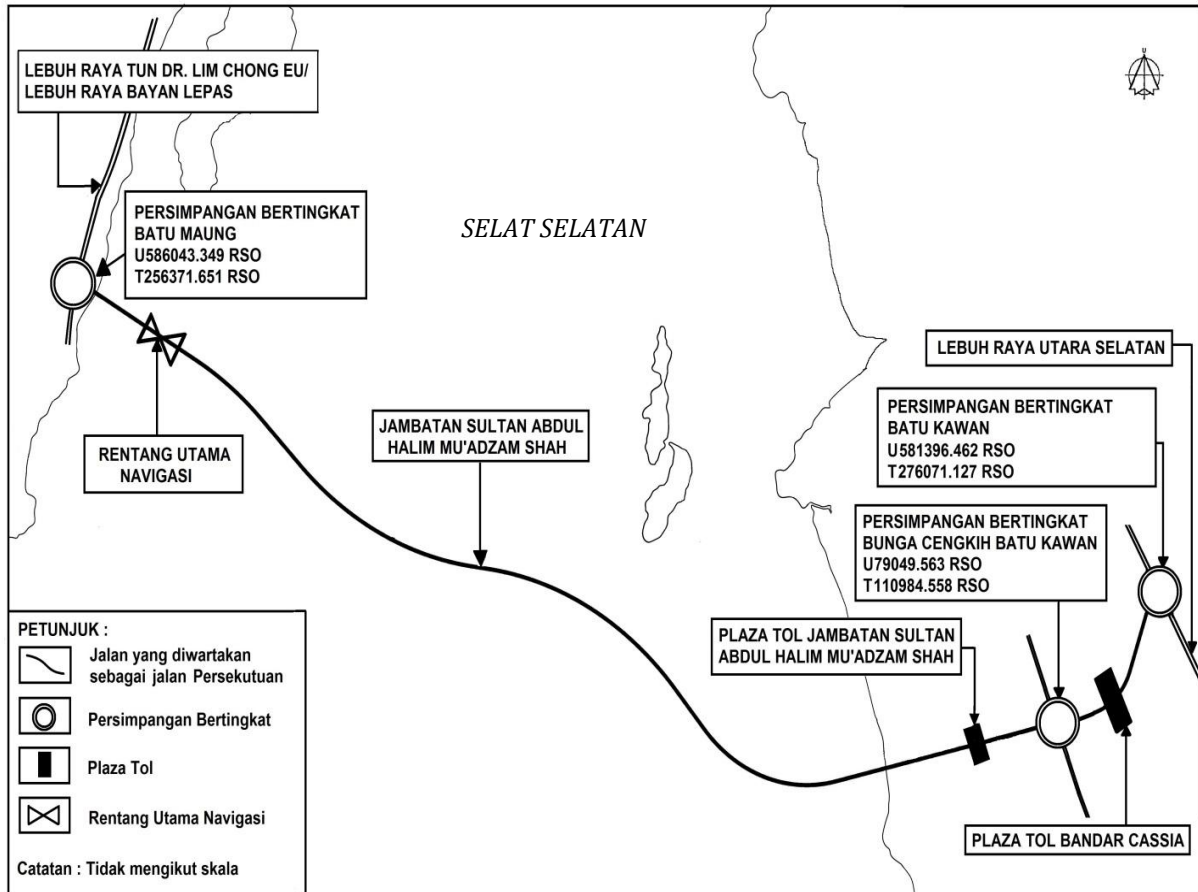 LEBUH RAYA TUN DR. LIM CHONG EU/
LEBUH RAYA BAYAN LEPAS
U
PERSIMPANGAN BERTINGKAT
BATU MAUNG
U586043.349 RSO
T256371.651 RSO
SELAT SELATAN
LEBUH RAYA UTARA SELATAN
PERSIMPANGAN BERTINGKAT
BATU KAWAN
U581396.462 RSO
T276071.127 RSO
JAMBATAN SULTAN ABDUL
HALIM MU'ADZAM SHAH
RENTANG UTAMA
NAVIGASI
PERSIMPANGAN BERTINGKAT
BUNGA CENGKIH BATU KAWAN
U79049.563 RSO
T110984.558 RSO
PLAZA TOL JAMBATAN SULTAN
ABDUL HALIM MU'ADZAM SHAH
PLAZA TOL BANDAR CASSIA
PETUNJUK :
Jalan yang diwartakan
sebagai jalan Persekutuan
Persimpangan Bertingkat
Plaza Tol
Rentang Utama Navigasi
Catatan : Tidak mengikut skala